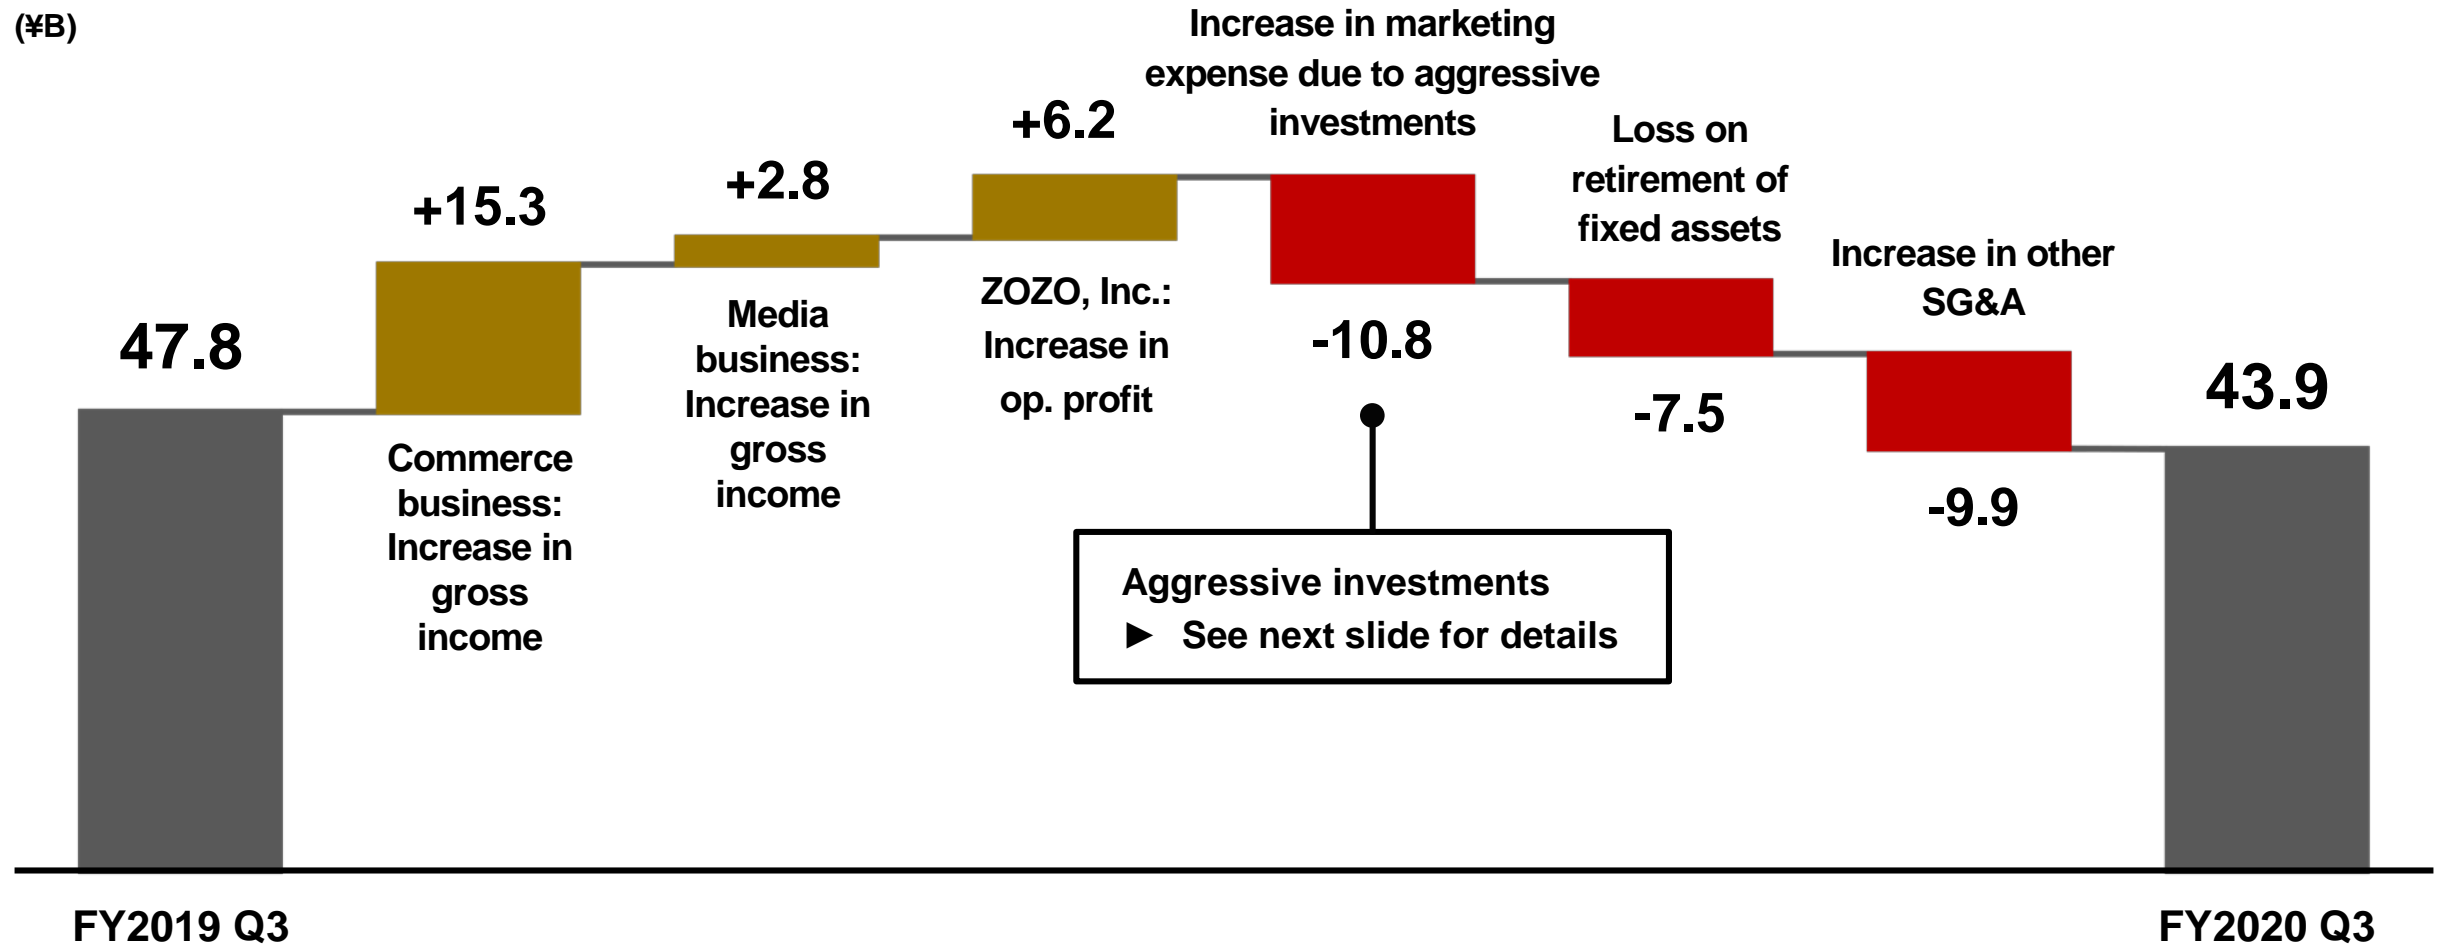 (¥B)
47.8
+15.3
Commerce
business:
Increase in
gross
income
+2.8
Media
business:
Increase in
gross
income
+6.2
ZOZO, Inc.:
Increase in
op. profit
Increase in marketing
expense due to aggressive
investments
-10.8
Aggressive investments
► See next slide for details
Loss on
retirement of
fixed assets
-7.5
Increase in other
SG&A
-9.9
43.9
FY2019 Q3
FY2020 Q3